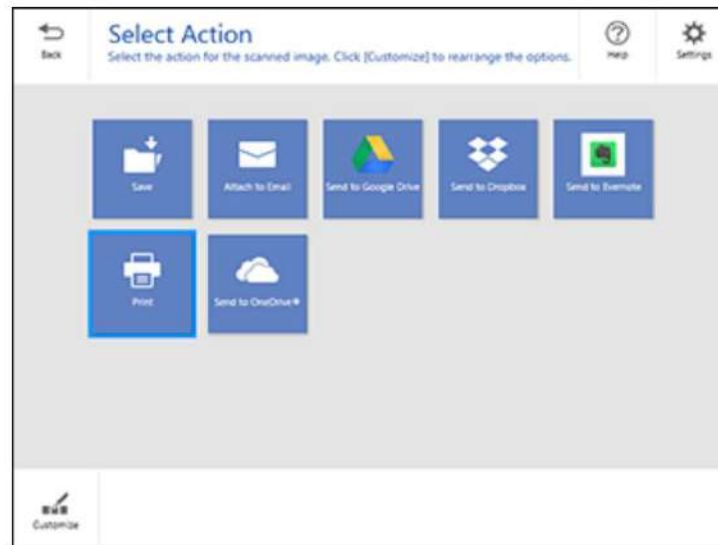 Back
Select Action
Select the action for the scanned image. Click [Customize] to rearrange the options.
Help
Settings
Save
Attach to Email
Send to Google Drive
Send to Dropbox
Send to Evernote
Print
Send to OneDrive®
Customize